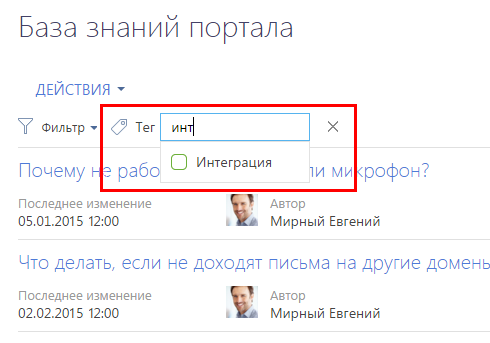 База знаний портала
ДЕЙСТВИЯ
Фильтр Тег инт
Интеграция
Почему не рабо ли микрофон?
Последнее изменение Автор
05.01.2015 12:00 Мирный Евгений
Что делать, если не доходят письма на другие домень
Последнее изменение Автор
02.02.2015 12:00 Мирный Евгений